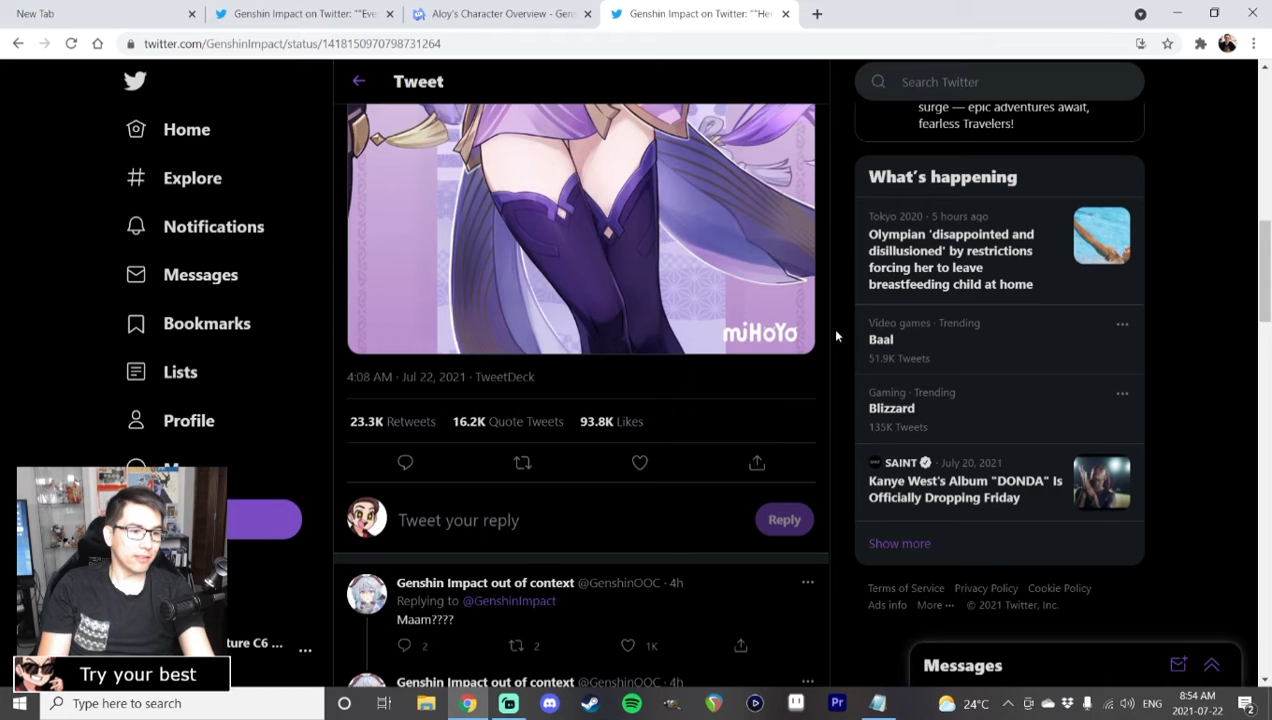 New Tab
Genshin Impact on Twitter: ""Eve
Aloy's Character Overview - Gens
Genshin Impact on Twitter: ""He
twitter.com/GenshinImpact/status/1418150970798731264
Home
Explore
Notifications
Messages
Bookmarks
Lists
Profile
ture C6 ...
Try your best
Tweet
miHoYo
4:08 AM · Jul 22, 2021 · TweetDeck
23.3K Retweets 16.2K Quote Tweets 93.8K Likes
Tweet your reply
Reply
Genshin Impact out of context @GenshinOOC · 4h
Replying to @GenshinImpact
Maam????
2 2 1K
Genshin Impact out of context @GenshinOOC · 4h
Search Twitter
surge — epic adventures await,
fearless Travelers!
What's happening
Tokyo 2020 · 5 hours ago
Olympian 'disappointed and
disillusioned' by restrictions
forcing her to leave
breastfeeding child at home
Video games · Trending
Baal
51.9K Tweets
Gaming · Trending
Blizzard
135K Tweets
SAINT · July 20, 2021
Kanye West's Album "DONDA" Is
Officially Dropping Friday
Show more
Terms of Service Privacy Policy Cookie Policy
Ads info More ··· © 2021 Twitter, Inc.
Messages
Type here to search
Pr
24°C
ENG
8:54 AM
2021-07-22
2